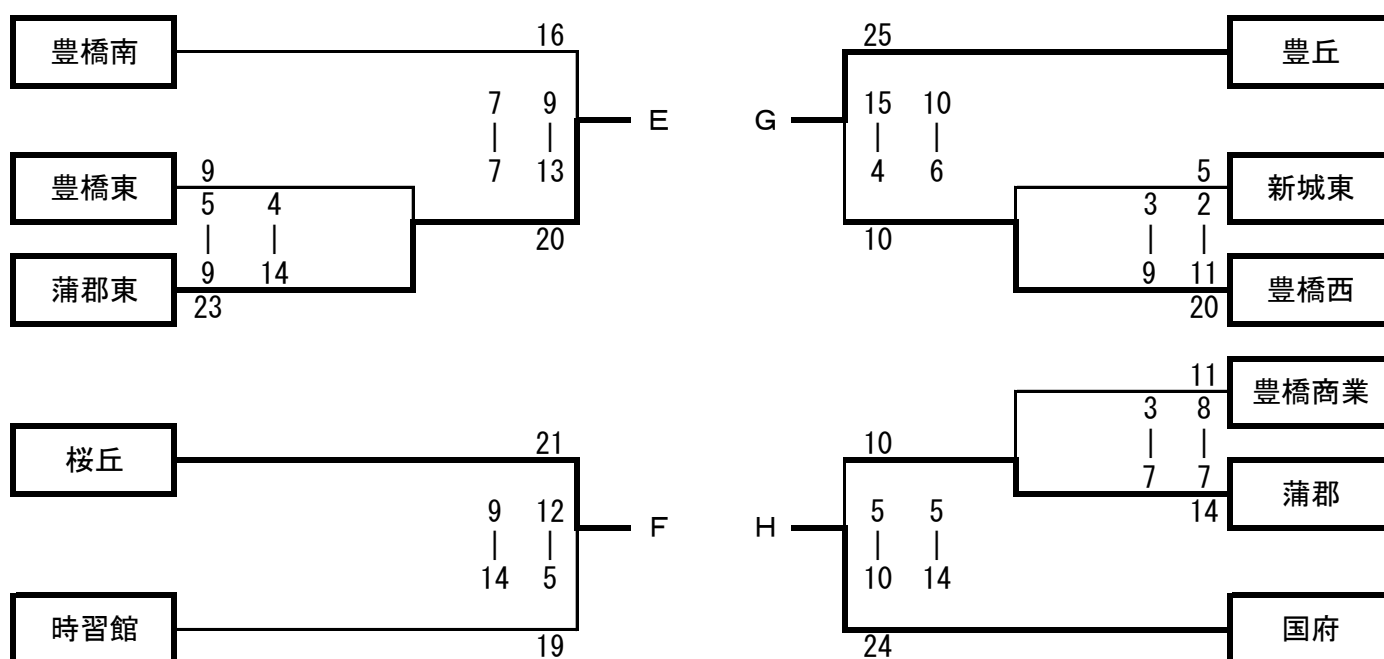 豊橋南
16
7 9
|　|
7 13
E
豊橋東
9
5 4
|　|
9 14
蒲郡東
23
20
桜丘
21
9 12
|　|
14 5
F
時習館
19
25
豊丘
G
15 10
|　|
4 6
10
5
新城東
3 2
|　|
9 11
豊橋西
20
11
豊橋商業
3 8
|　|
7 7
蒲郡
14
10
H
5 5
|　|
10 14
24
国府